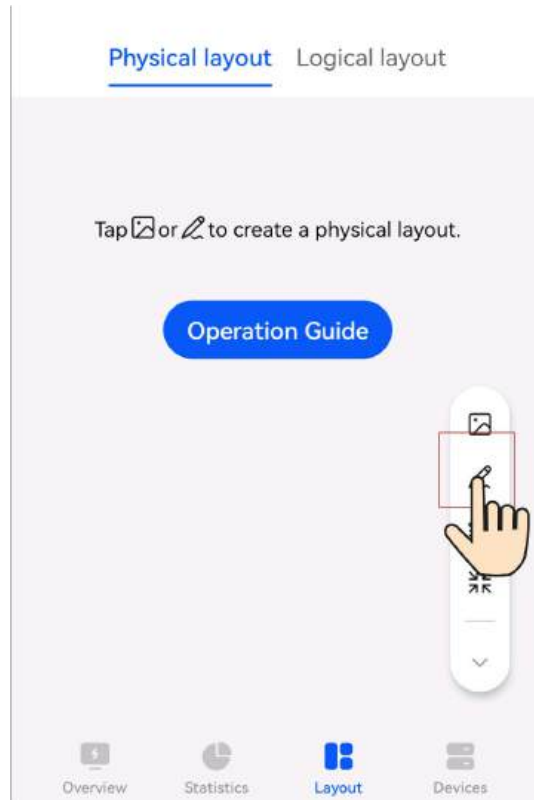 Physical layout Logical layout
Tap or to create a physical layout.
Operation Guide
Overview Statistics Layout Devices